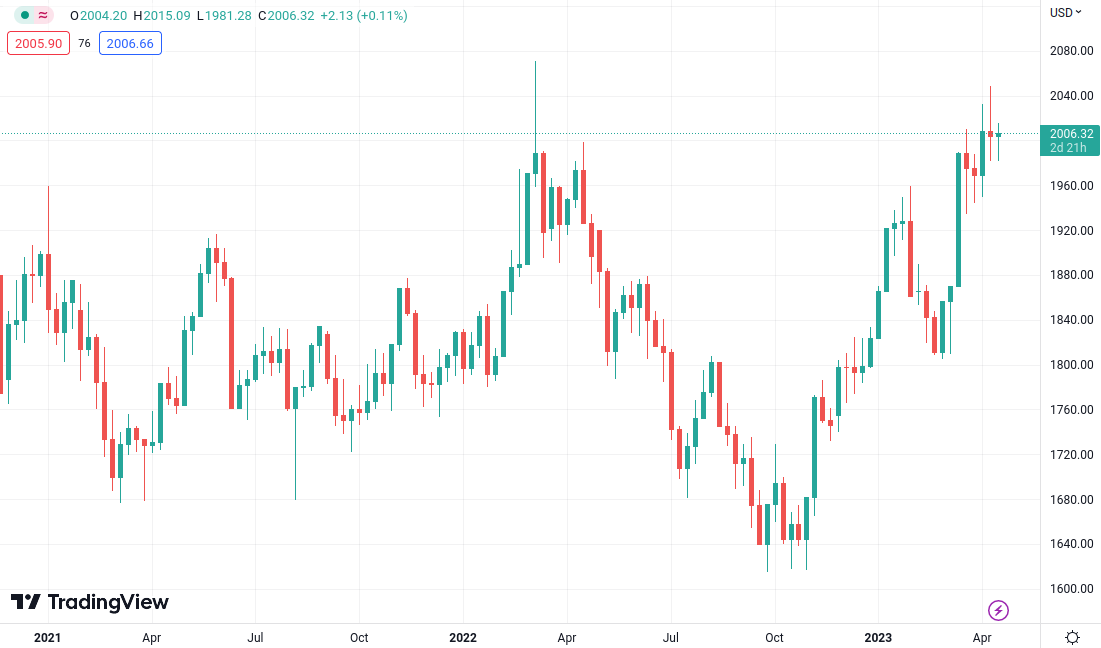 O2004.20 H2015.09 L1981.28 C2006.32 +2.13 (+0.11%)
USD
2005.90 76 2006.66
2080.00
2040.00
2006.32
2d 21h
1960.00
1920.00
1880.00
1840.00
1800.00
1760.00
1720.00
1680.00
1640.00
1600.00
TradingView
2021 Apr Jul Oct 2022 Apr Jul Oct 2023 Apr